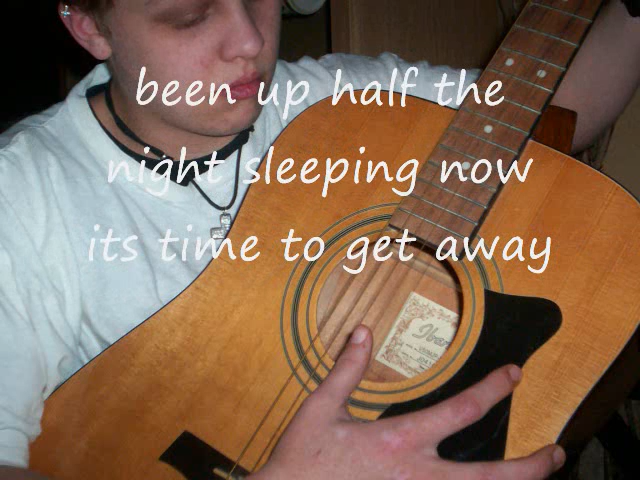 been up half the
night sleeping now
its time to get away